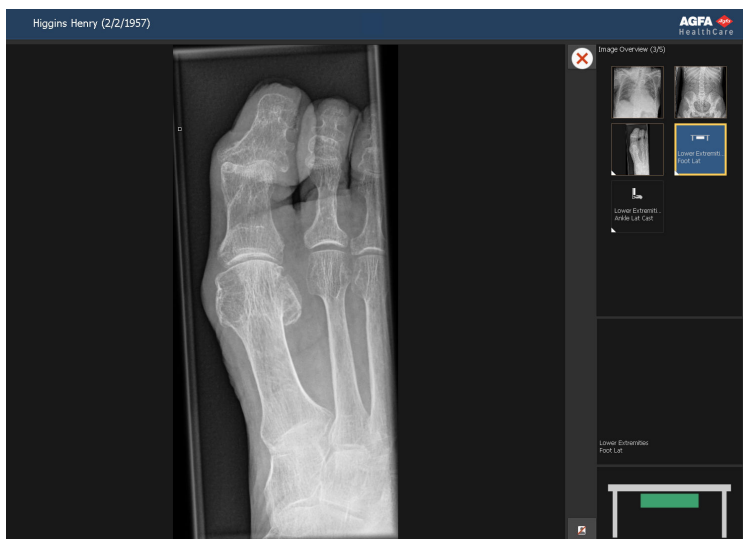 Higgins Henry (2/2/1957)
AGFA
HealthCare
Image Overview (3/5)
Lower Extremiti...
Foot Lat
Lower Extremiti...
Ankle Lat Cast
Lower Extremities
Foot Lat